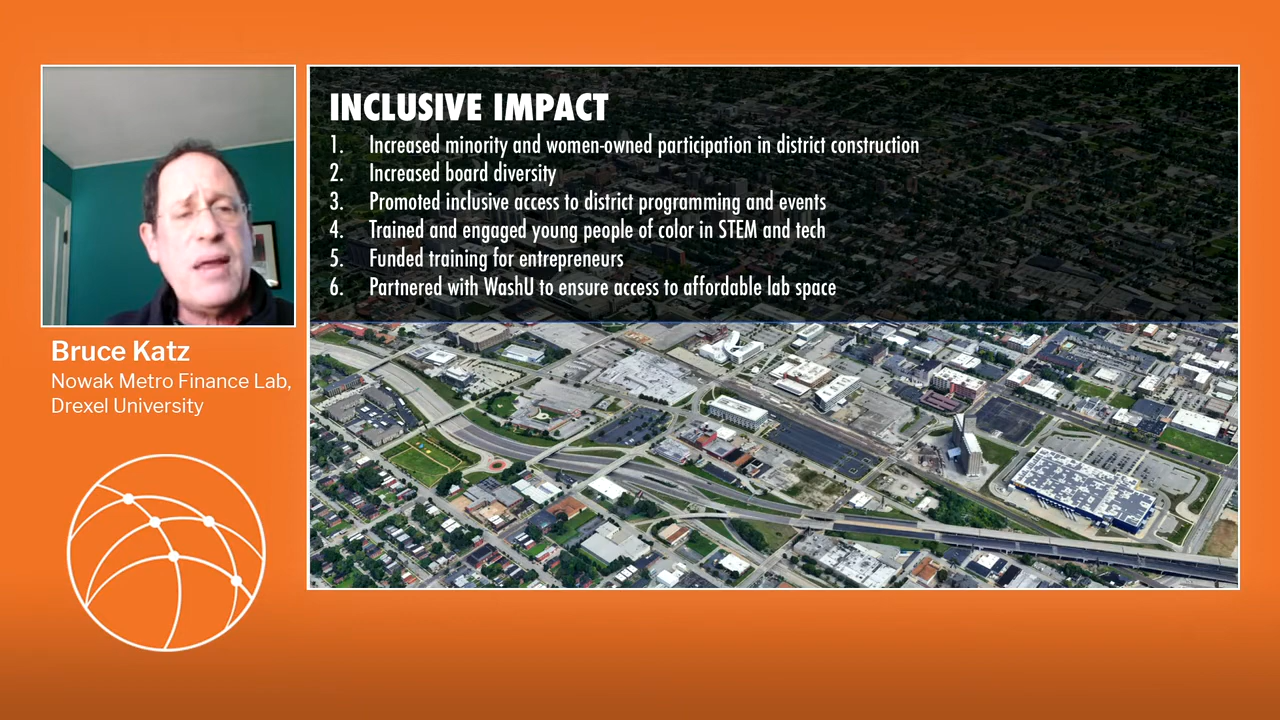 INCLUSIVE IMPACT
1. Increased minority and women-owned participation in district construction
2. Increased board diversity
3. Promoted inclusive access to district programming and events
4. Trained and engaged young people of color in STEM and tech
5. Funded training for entrepreneurs
6. Partnered with WashU to ensure access to affordable lab space
Bruce Katz
Nowak Metro Finance Lab,
Drexel University